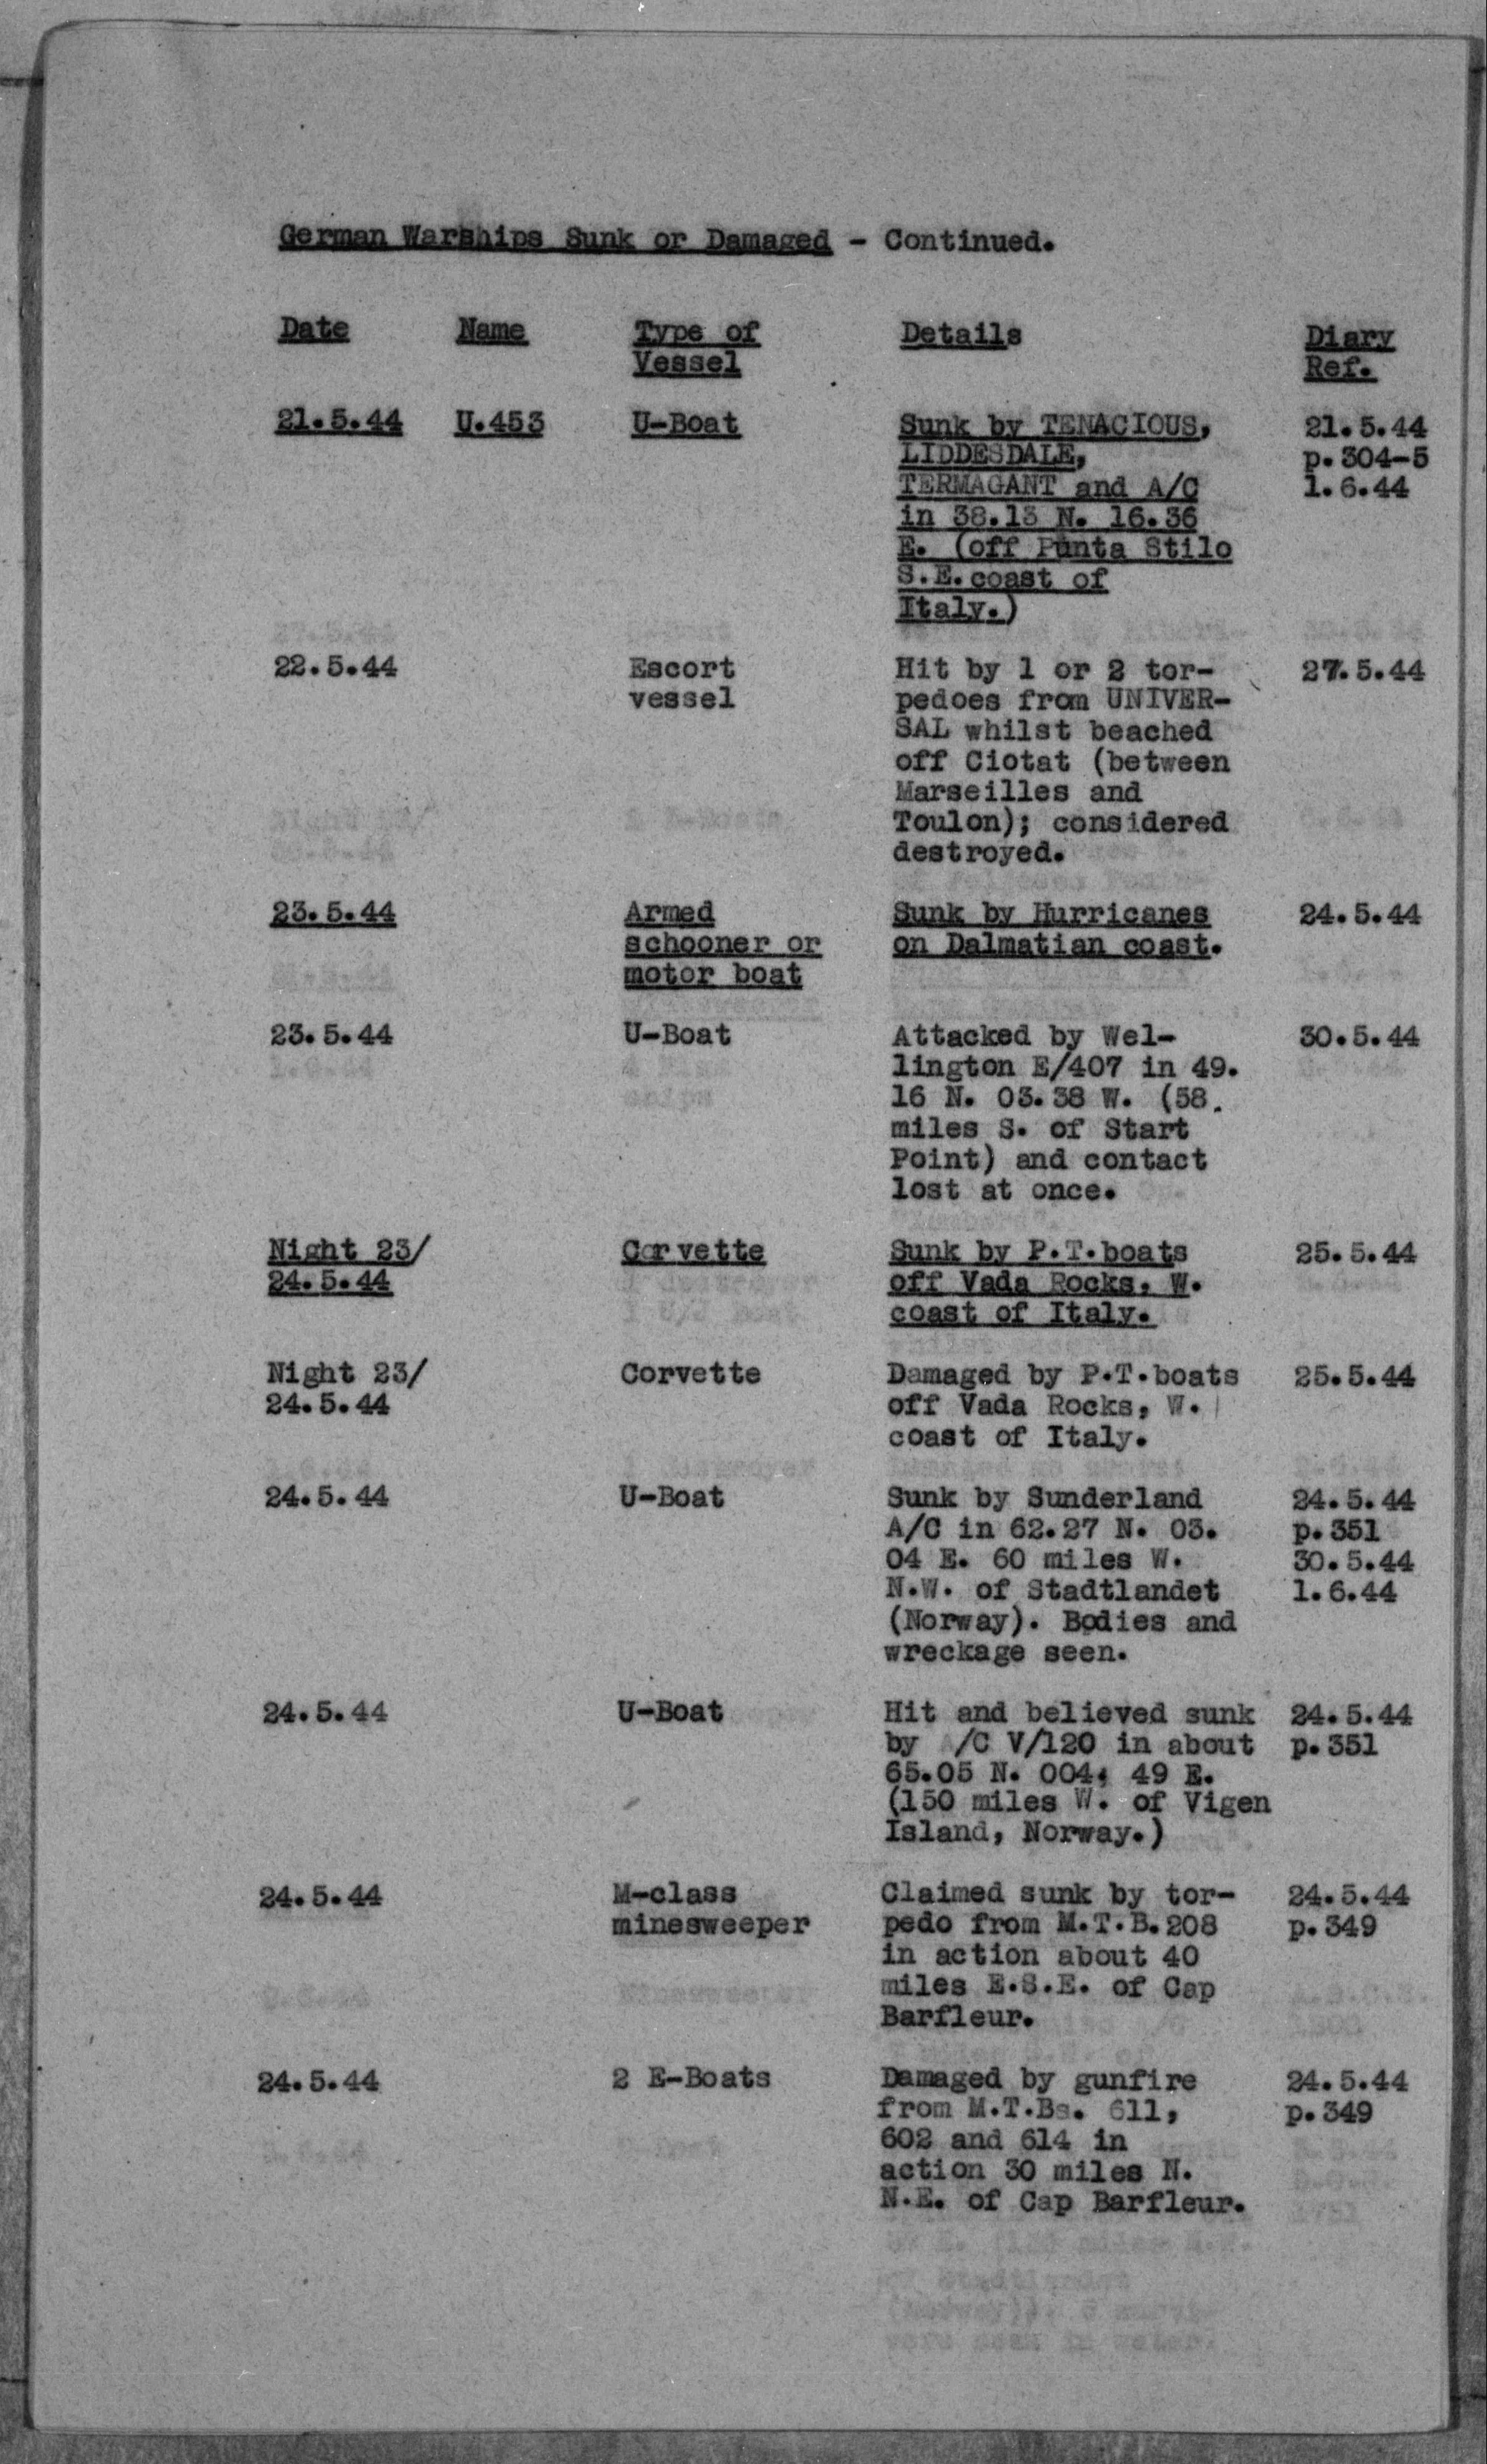 German Warships Sunk or Damaged - Continued.
Date Name Type of Details Diary
Vessel Ref.
21.5.44 U.453 U-Boat Sunk by TENACIOUS, 21.5.44
LIDDESDALE, p.304-5
TERMAGANT and A/C 1.6.44
in 38.13 N. 16.36
E. (off Punta Stilo
S.E.coast of
Italy.)
22.5.44 Escort Hit by 1 or 2 tor- 27.5.44
vessel pedoes from UNIVER-
SAL whilst beached
off Ciotat (between
Marseilles and
Toulon); considered
destroyed.
23.5.44 Armed Sunk by Hurricanes 24.5.44
schooner or on Dalmatian coast.
motor boat
23.5.44 U-Boat Attacked by Wel- 30.5.44
lington E/407 in 49.
16 N. 03.38 W. (58.
miles S. of Start
Point) and contact
lost at once.
Night 23/ Corvette Sunk by P.T.boats 25.5.44
24.5.44 off Vada Rocks, W.
coast of Italy.
Night 23/ Corvette Damaged by P.T.boats 25.5.44
24.5.44 off Vada Rocks, W.
coast of Italy.
24.5.44 U-Boat Sunk by Sunderland 24.5.44
A/C in 62.27 N. 03. p.351
04 E. 60 miles W. 30.5.44
N.W. of Stadtlandet 1.6.44
(Norway). Bodies and
wreckage seen.
24.5.44 U-Boat Hit and believed sunk 24.5.44
by A/C V/120 in about p.351
65.05 N. 004. 49 E.
(150 miles W. of Vigen
Island, Norway.)
24.5.44 M-class Claimed sunk by tor- 24.5.44
minesweeper pedo from M.T.B.208 p.349
in action about 40
miles E.S.E. of Cap
Barfleur.
24.5.44 2 E-Boats Damaged by gunfire 24.5.44
from M.T.Bs. 611, p.349
602 and 614 in
action 30 miles N.
N.E. of Cap Barfleur.